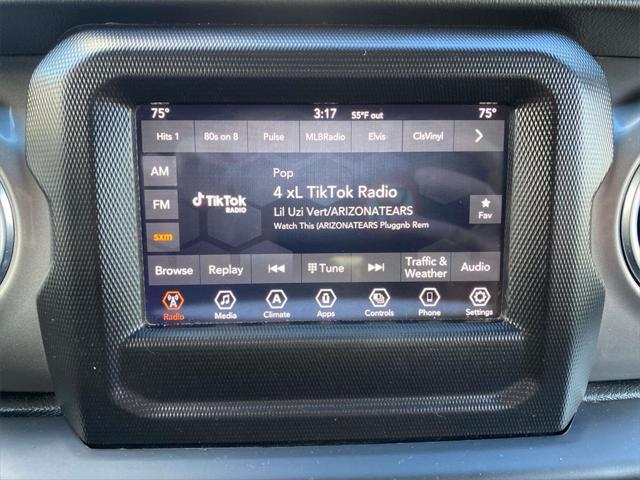 75° 3:17 55°F out 75°
Hits 1 80s on 8 Pulse MLBRadio Elvis ClsVinyl
AM
FM
sxm
TikTok
RADIO
Pop
4 xL TikTok Radio
Lil Uzi Vert/ARIZONATEARS
Watch This (ARIZONATEARS Pluggnb Rem
Fav
Browse Replay Tune Traffic &
Weather Audio
Radio Media Climate Apps Controls Phone Settings